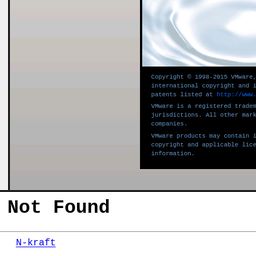 Copyright © 1998-2015 VMware,
international copyright and i
patents listed at http://www.
VMware is a registered tradem
jurisdictions. All other mark
companies.
VMware products may contain i
copyright and applicable lice
information.
Not Found
N-kraft